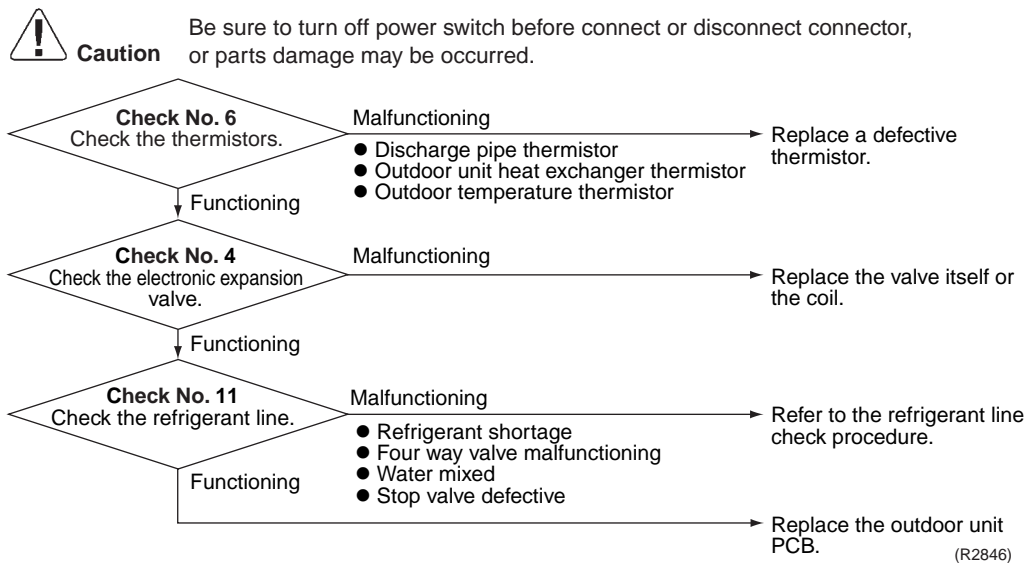 Be sure to turn off power switch before connect or disconnect connector,
Caution or parts damage may be occurred.
Check No. 6
Check the thermistors.
Malfunctioning
● Discharge pipe thermistor
● Outdoor unit heat exchanger thermistor
● Outdoor temperature thermistor
Replace a defective
thermistor.
Functioning
Check No. 4
Check the electronic expansion
valve.
Malfunctioning
Replace the valve itself or
the coil.
Functioning
Check No. 11
Check the refrigerant line.
Malfunctioning
● Refrigerant shortage
● Four way valve malfunctioning
● Water mixed
● Stop valve defective
Refer to the refrigerant line
check procedure.
Functioning
Replace the outdoor unit
PCB.
(R2846)